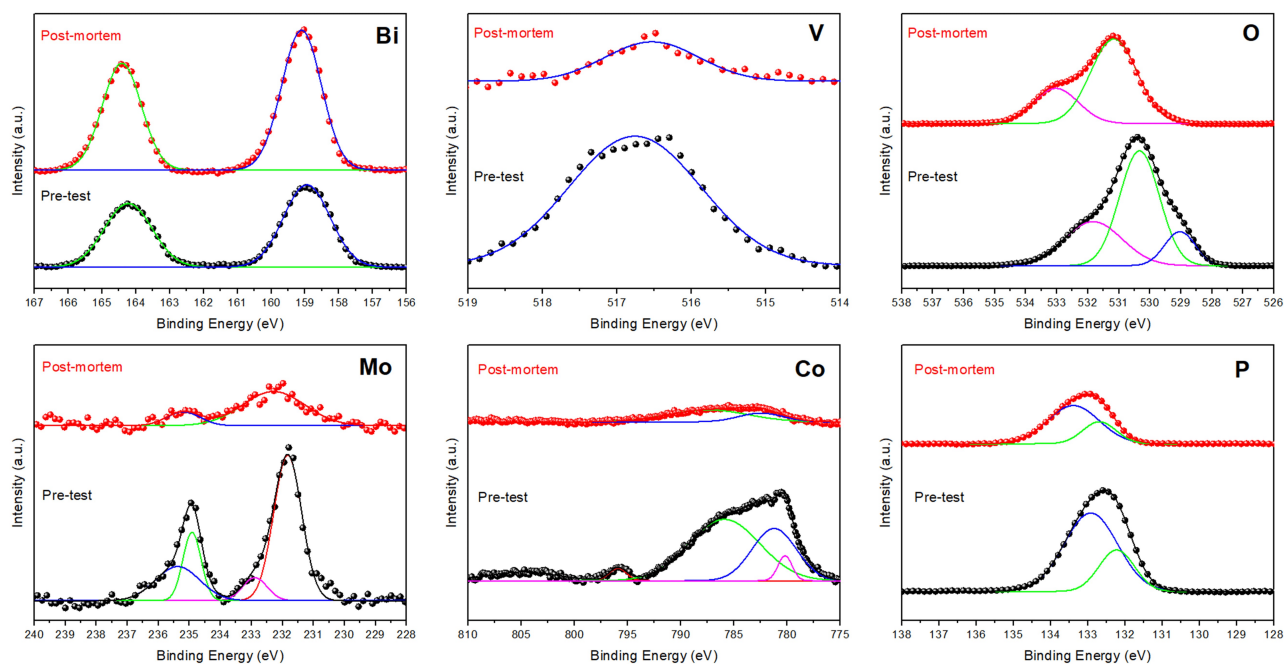 Post-mortem
Bi
Pre-test
Intensity (a.u.)
167 166 165 164 163 162 161 160 159 158 157 156
Binding Energy (eV)
Post-mortem
V
Pre-test
Intensity (a.u.)
519 518 517 516 515 514
Binding Energy (eV)
Post-mortem
O
Pre-test
Intensity (a.u.)
538 537 536 535 534 533 532 531 530 529 528 527 526
Binding Energy (eV)
Post-mortem
Mo
Pre-test
Intensity (a.u.)
240 239 238 237 236 235 234 233 232 231 230 229 228
Binding Energy (eV)
Post-mortem
Co
Pre-test
Intensity (a.u.)
810 805 800 795 790 785 780 775
Binding Energy (eV)
Post-mortem
P
Pre-test
Intensity (a.u.)
138 137 136 135 134 133 132 131 130 129 128
Binding Energy (eV)